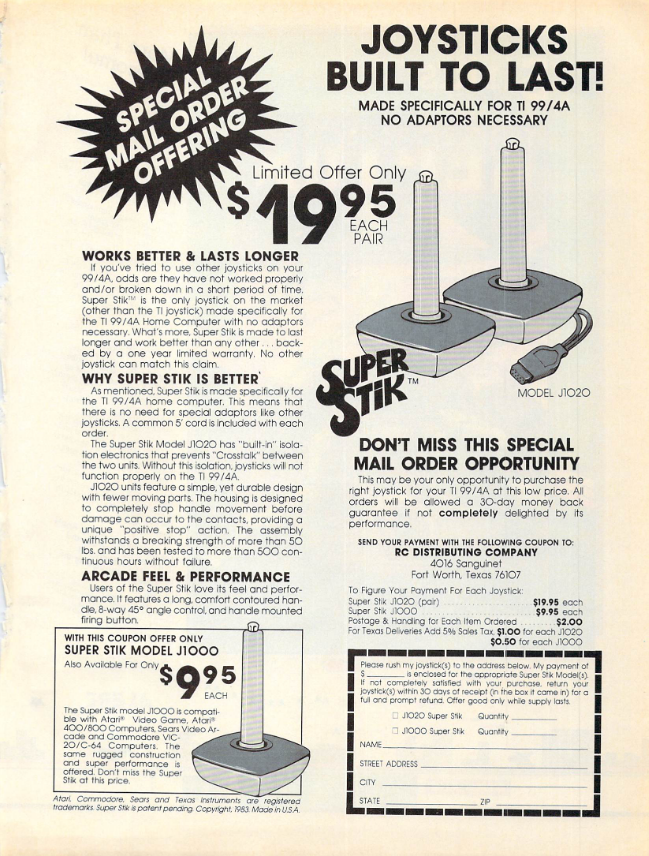 SPECIAL
MAIL ORDER
OFFERING
JOYSTICKS
BUILT TO LAST!
MADE SPECIFICALLY FOR TI 99/4A
NO ADAPTORS NECESSARY
Limited Offer Only
$19.95
EACH
PAIR
WORKS BETTER & LASTS LONGER
If you've tried to use other joysticks on your
99/4A, odds are they have not worked properly
and/or broken down in a short period of time.
Super Stik™ is the only joystick on the market
(other than the TI joystick) made specifically for
the TI 99/4A Home Computer with no adaptors
necessary. What's more, Super Stik is made to last
longer and work better than any other . . . back-
ed by a one year limited warranty. No other
joystick can match this claim.
WHY SUPER STIK IS BETTER
As mentioned, Super Stik is made specifically for
the TI 99/4A home computer. This means that
there is no need for special adaptors like other
joysticks. A common 5' cord is included with each
order.
The Super Stik Model J1020 has "built-in" isola-
tion electronics that prevents "Crosstalk" between
the two units. Without this isolation, joysticks will not
function properly on the TI 99/4A.
J1020 units feature a simple, yet durable design
with fewer moving parts. The housing is designed
to completely stop handle movement before
damage can occur to the contacts, providing a
unique "positive stop" action. The assembly
withstands a breaking strength of more than 50
lbs. and has been tested to more than 500 con-
tinuous hours without failure.
ARCADE FEEL & PERFORMANCE
Users of the Super Stik love its feel and perfor-
mance. It features a long, comfort contoured han-
dle, 8-way 45° angle control, and handle mounted
firing button.
WITH THIS COUPON OFFER ONLY
SUPER STIK MODEL J1000
Also Available For Only
$9.95
EACH
The Super Stik model J1000 is compati-
ble with Atari® Video Game, Atari®
400/800 Computers, Sears Video Ar-
cade and Commodore VIC-
20/C-64 Computers. The
same rugged construction
and super performance is
offered. Don't miss the Super
Stik at this price.
Atari, Commodore, Sears and Texas Instruments are registered
trademarks. Super Stik is patent pending. Copyright, 1983. Made in U.S.A.
SUPER
STIK™
MODEL J1020
DON'T MISS THIS SPECIAL
MAIL ORDER OPPORTUNITY
This may be your only opportunity to purchase the
right joystick for your TI 99/4A at this low price. All
orders will be allowed a 30-day money back
guarantee if not completely delighted by its
performance.
SEND YOUR PAYMENT WITH THE FOLLOWING COUPON TO:
RC DISTRIBUTING COMPANY
4016 Sanguinet
Fort Worth, Texas 76107
To Figure Your Payment For Each Joystick:
Super Stik J1020 (pair) $19.95 each
Super Stik J1000 $9.95 each
Postage & Handling for Each Item Ordered $2.00
For Texas Deliveries Add 5% Sales Tax. $1.00 for each J1020
$0.50 for each J1000
Please rush my joystick(s) to the address below. My payment of
$ ________ is enclosed for the appropriate Super Stik Model(s).
If not completely satisfied with your purchase, return your
joystick(s) within 30 days of receipt (in the box it came in) for a
full and prompt refund. Offer good only while supply lasts.
□ J1020 Super Stik Quantity ________
□ J1000 Super Stik Quantity ________
NAME
STREET ADDRESS
CITY
STATE ZIP